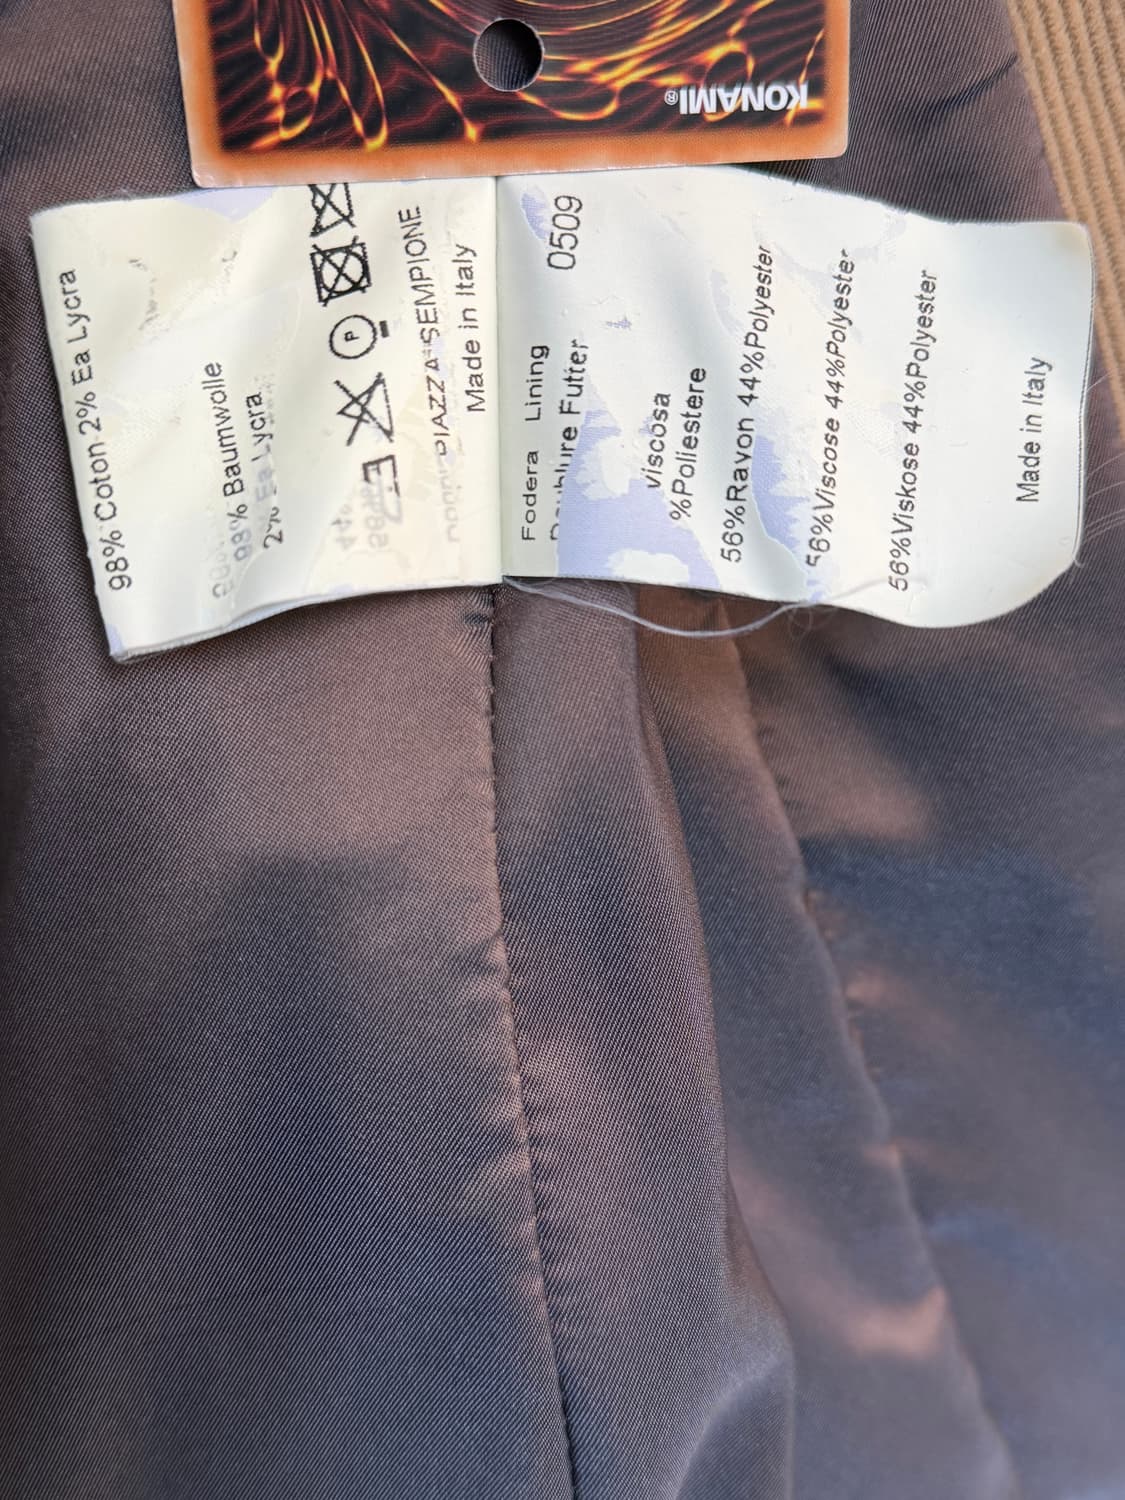 KONAMI®
98% Coton 2% Ea Lycra
98% Baumwolle
2% Ea Lycra
PIAZZA SEMPIONE
Made in Italy
0509
Fodera Lining
Futter
viscosa
%Poliestere
56%Rayon 44%Polyester
56%Viscose 44%Polyester
56%Viskose 44%Polyester
Made in Italy